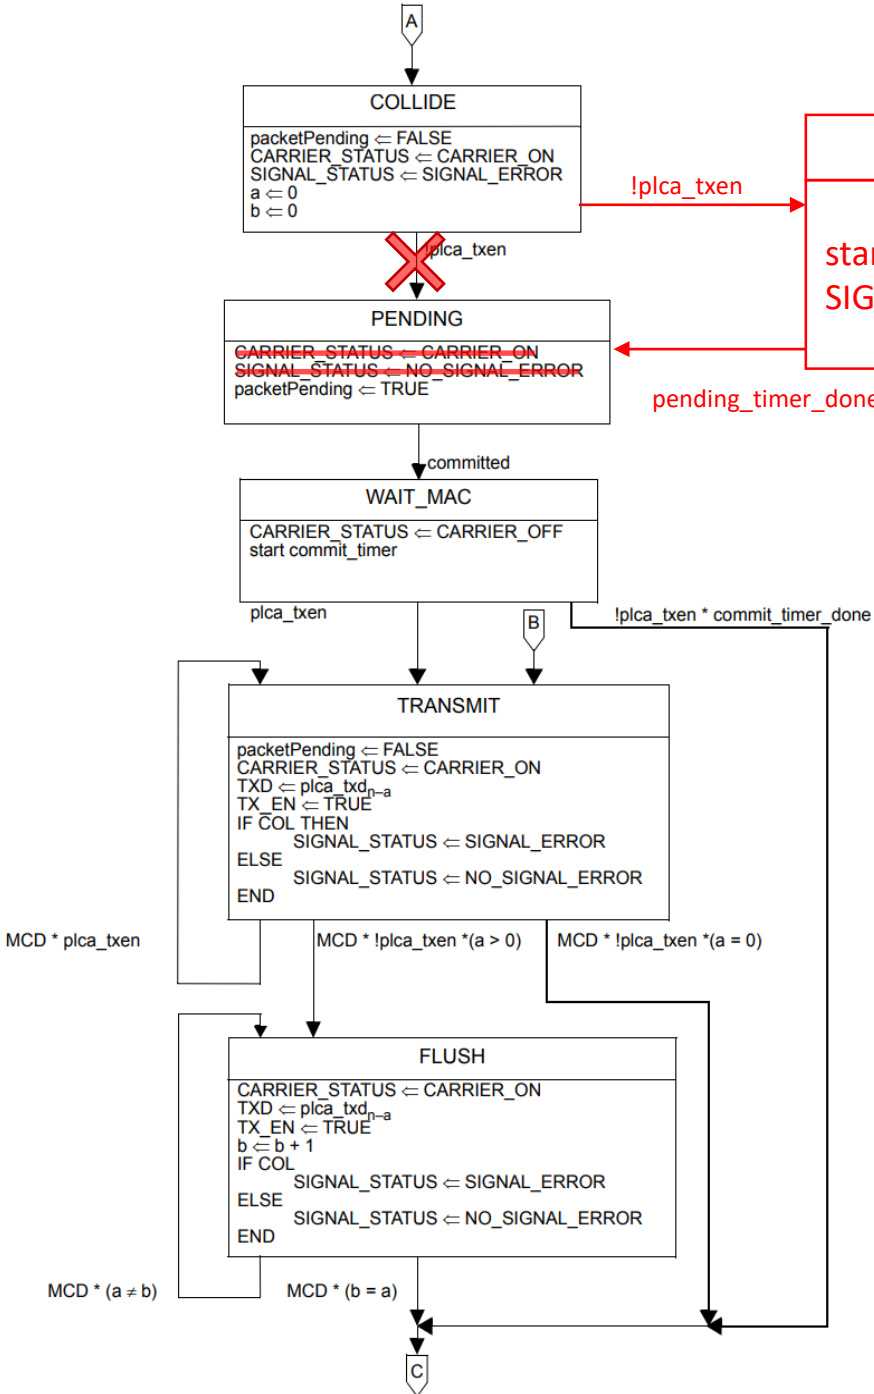 A
COLLIDE
packetPending ⇐ FALSE
CARRIER_STATUS ⇐ CARRIER_ON
SIGNAL_STATUS ⇐ SIGNAL_ERROR
a ⇐ 0
b ⇐ 0
!plca_txen
!plca_txen
PENDING
CARRIER_STATUS ⇐ CARRIER_ON
SIGNAL_STATUS ⇐ NO_SIGNAL_ERROR
packetPending ⇐ TRUE
pending_timer_done
committed
WAIT_MAC
CARRIER_STATUS ⇐ CARRIER_OFF
start commit_timer
plca_txen
B
!plca_txen * commit_timer_done
TRANSMIT
packetPending ⇐ FALSE
CARRIER_STATUS ⇐ CARRIER_ON
TXD ⇐ plca_txdn–a
TX_EN ⇐ TRUE
IF COL THEN
SIGNAL_STATUS ⇐ SIGNAL_ERROR
ELSE
SIGNAL_STATUS ⇐ NO_SIGNAL_ERROR
END
MCD * plca_txen
MCD * !plca_txen *(a > 0)
MCD * !plca_txen *(a = 0)
FLUSH
CARRIER_STATUS ⇐ CARRIER_ON
TXD ⇐ plca_txdn–a
TX_EN ⇐ TRUE
b ⇐ b + 1
IF COL
SIGNAL_STATUS ⇐ SIGNAL_ERROR
ELSE
SIGNAL_STATUS ⇐ NO_SIGNAL_ERROR
END
MCD * (a ≠ b)
MCD * (b = a)
C